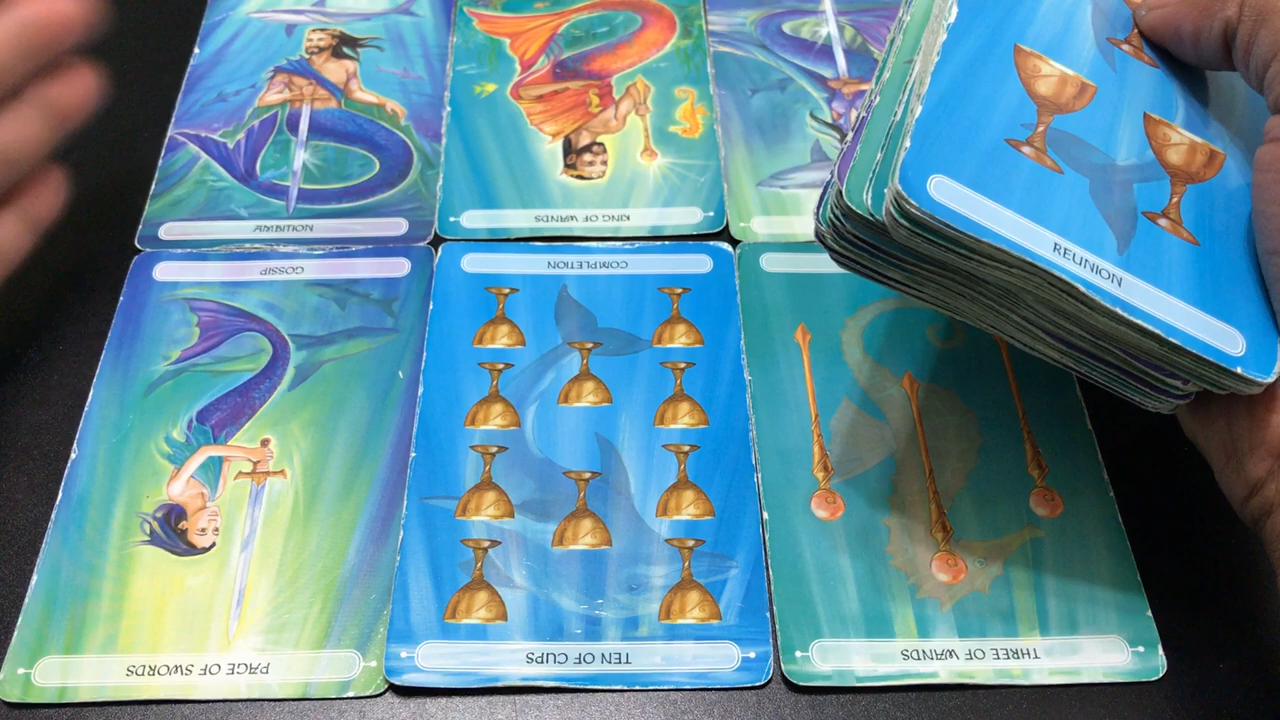 AMBITION
KING OF WANDS
REUNION
GOSSIP
COMPLETION
PAGE OF SWORDS
TEN OF CUPS
THREE OF WANDS